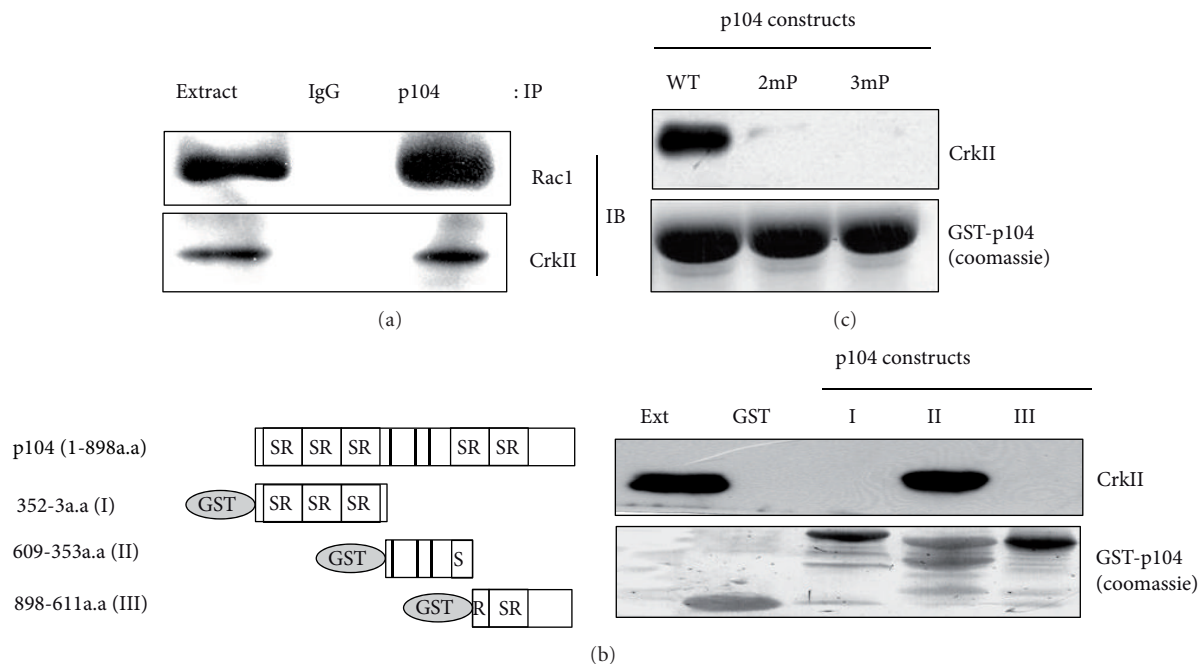 Extract IgG p104 : IP
Rac1
CrkII
IB
(a)
p104 constructs
WT 2mP 3mP
CrkII
GST-p104
(coomassie)
(c)
p104 (1-898a.a) SR SR SR SR SR
352-3a.a (I) GST SR SR SR
609-353a.a (II) GST S
898-611a.a (III) GST R SR
p104 constructs
Ext GST I II III
CrkII
GST-p104
(coomassie)
(b)